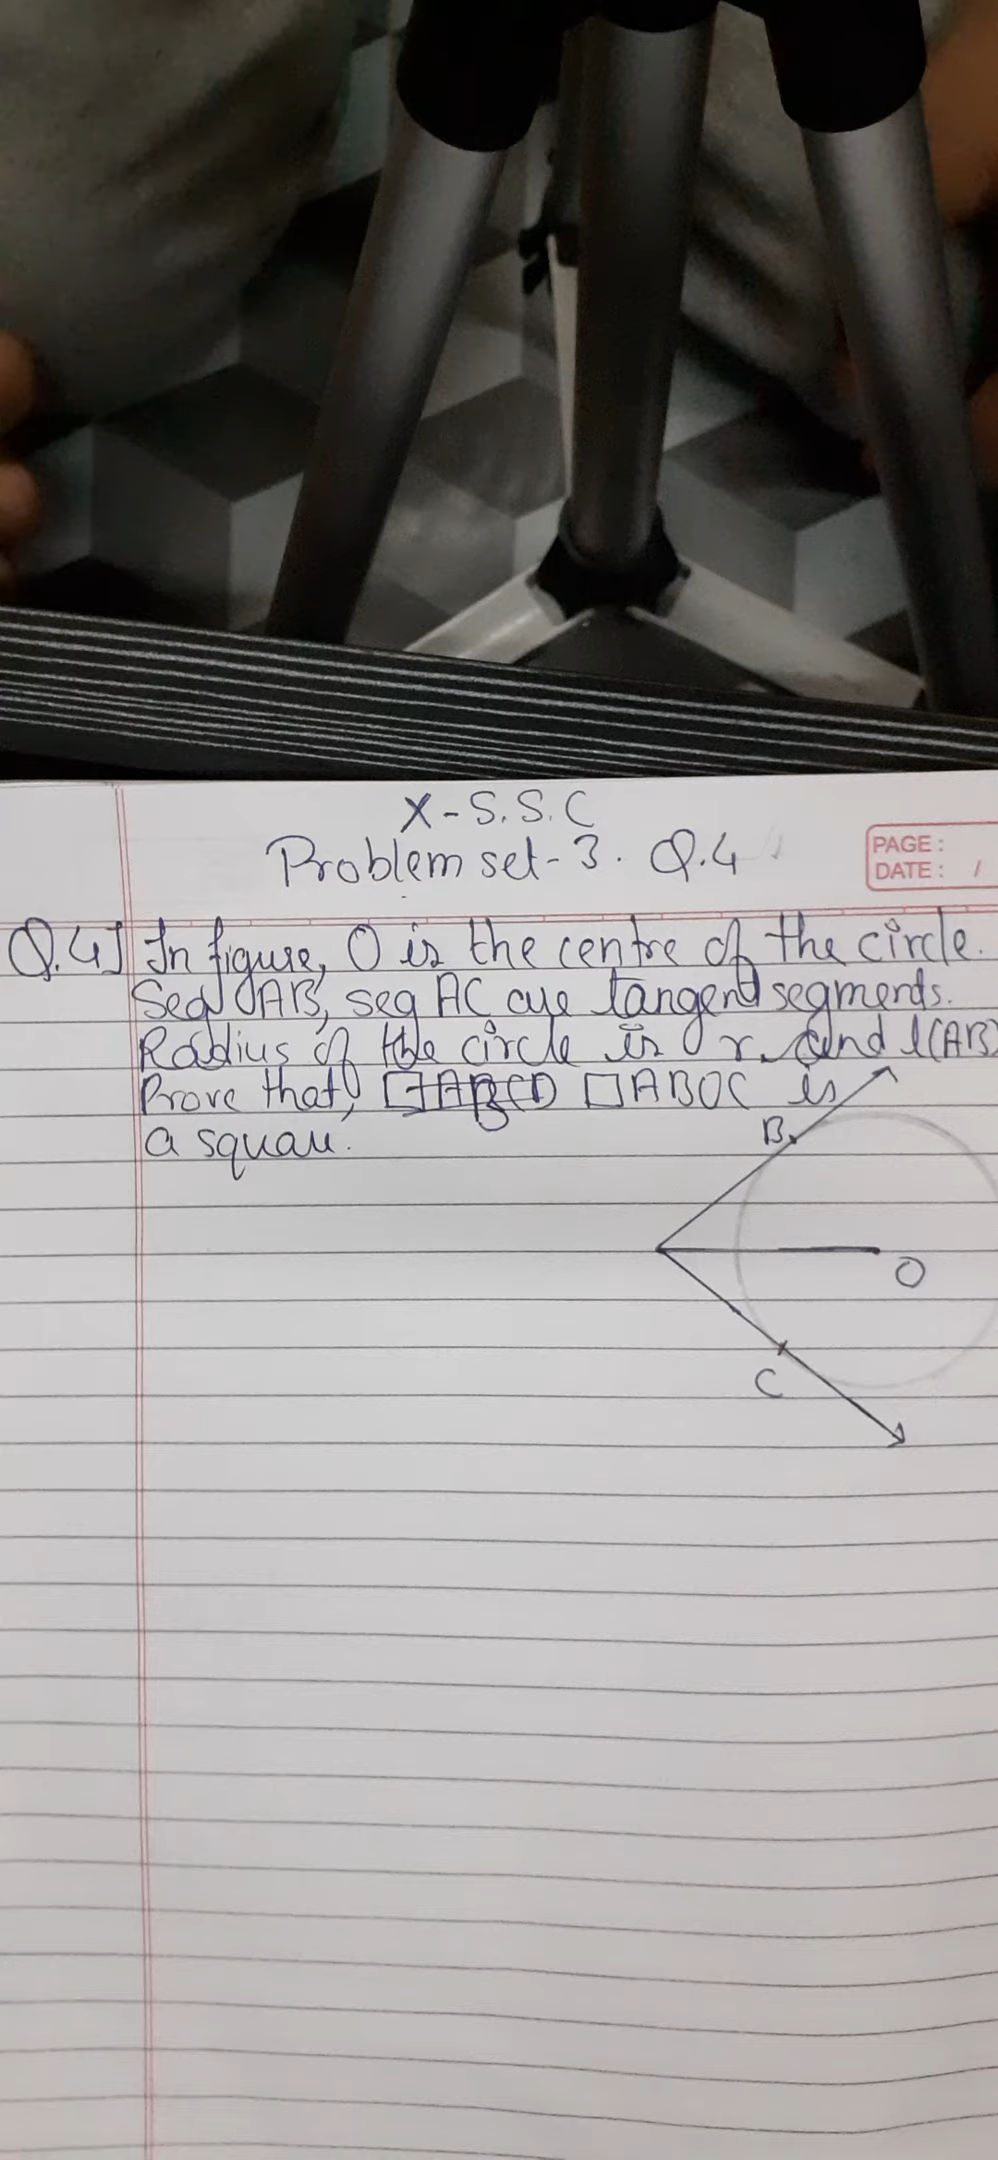 X-S.S.C
Problem set-3. Q.4
PAGE:
DATE: /
Q.4] In figure, O is the centre of the circle.
Seg AB, seg AC are tangent segments.
Radius of the circle is r and l(AB)
Prove that, □ABCD □ABOC is
a square.
B
O
C